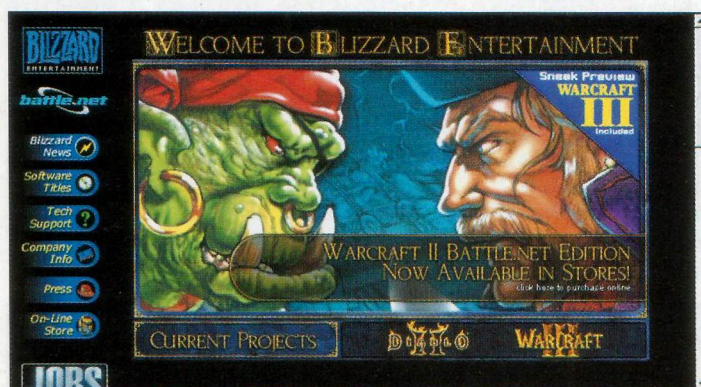 BLIZZARD
ENTERTAINMENT
battle.net
Blizzard
News
Software
Titles
Tech
Support
Company
Info
Press
On-Line
Store
JOBS
WELCOME TO BLIZZARD ENTERTAINMENT
Sneak Preview
WARCRAFT
III
Included
WARCRAFT II BATTLE.NET EDITION
NOW AVAILABLE IN STORES!
click here to purchase online
CURRENT PROJECTS
DIABLO II
WARCRAFT III